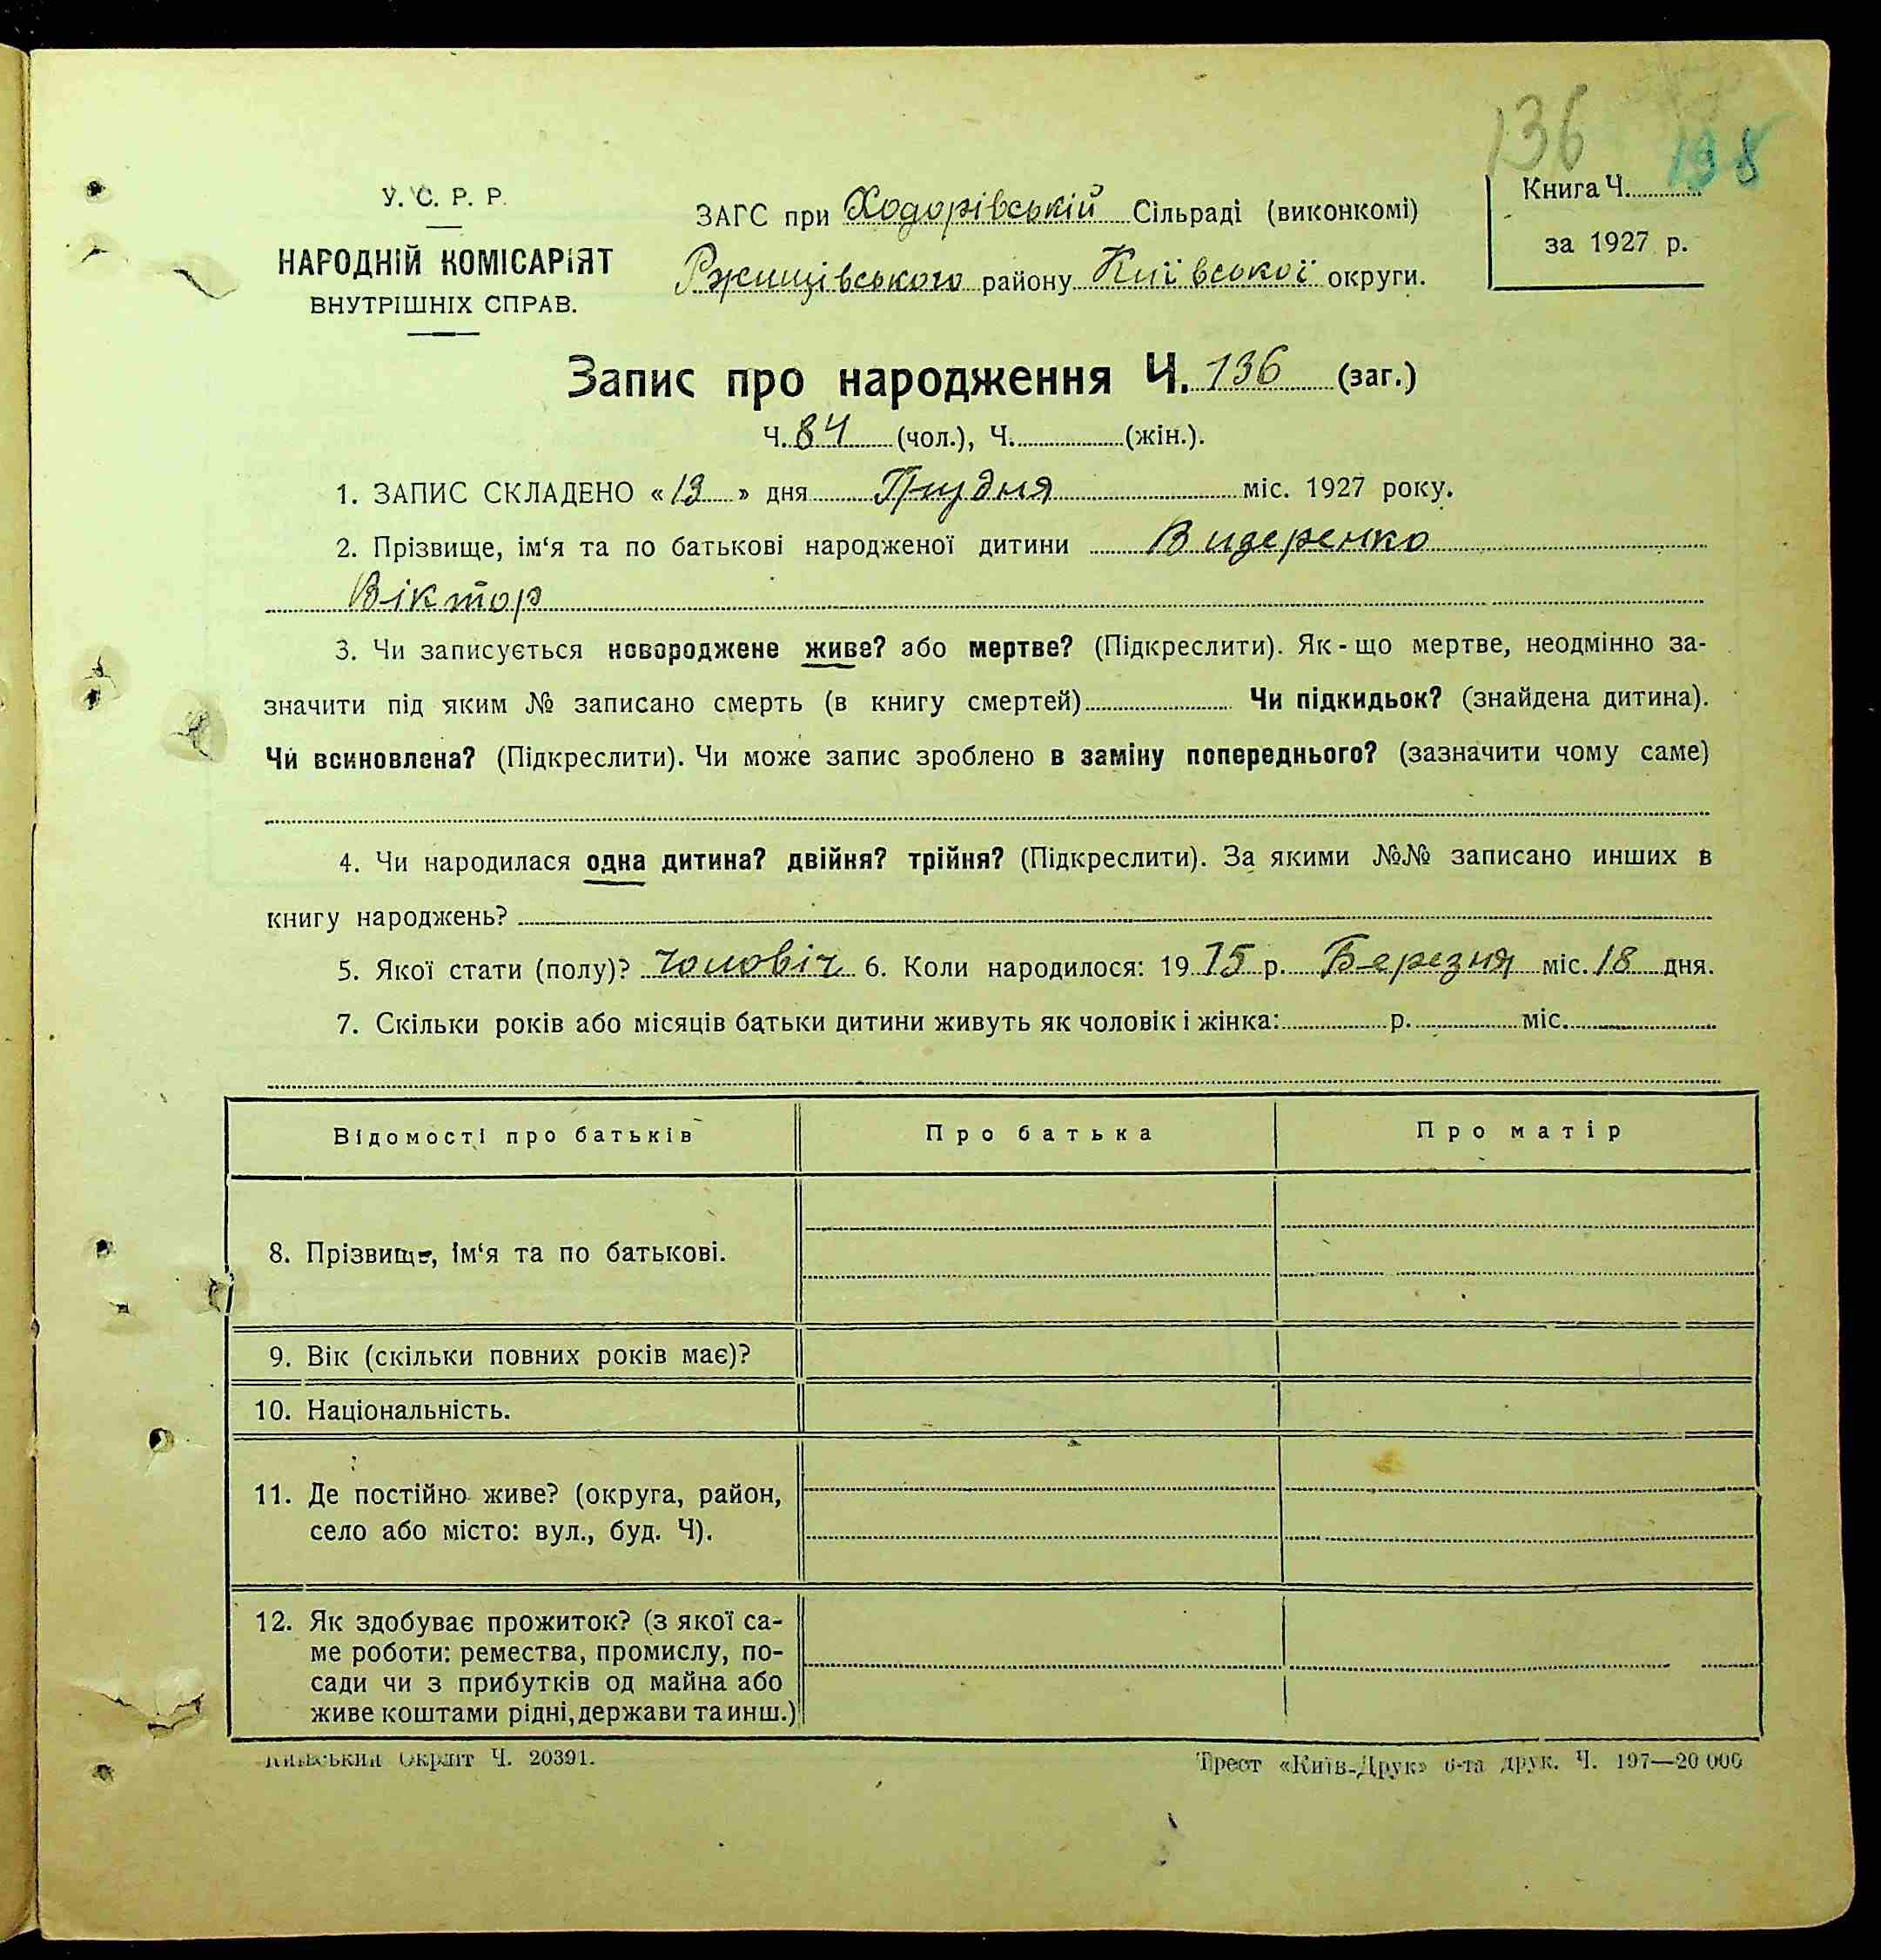 136
198
У. С. Р. Р.
НАРОДНІЙ КОМІСАРІЯТ
ВНУТРІШНІХ СПРАВ.
ЗАГС при Ходорівській Сільраді (виконкомі)
Ржищівського району Київської округи.
Книга Ч.
за 1927 р.
Запис про народження Ч. 136 (заг.)
Ч. 84 (чол.), Ч. (жін.).
1. ЗАПИС СКЛАДЕНО «13» дня Грудня міс. 1927 року.
2. Прізвище, ім‘я та по батькові народженої дитини Видеренко
Віктор
3. Чи записується новороджене живе? або мертве? (Підкреслити). Як-що мертве, неодмінно за-
значити під яким № записано смерть (в книгу смертей) Чи підкидьок? (знайдена дитина).
Чи всиновлена? (Підкреслити). Чи може запис зроблено в заміну попереднього? (зазначити чому саме)
4. Чи народилася одна дитина? двійня? трійня? (Підкреслити). За якими №№ записано инших в
книгу народжень?
5. Якої стати (полу)? чоловіч 6. Коли народилося: 1915 р. Березня міс. 18 дня.
7. Скільки років або місяців батьки дитини живуть як чоловік і жінка: р. міс.
Відомості про батьків Про батька Про матір
8. Прізвище, ім‘я та по батькові.
9. Вік (скільки повних років має)?
10. Національність.
11. Де постійно живе? (округа, район,
село або місто: вул., буд. Ч).
12. Як здобуває прожиток? (з якої са-
ме роботи: ремества, промислу, по-
сади чи з прибутків од майна або
живе коштами рідні, держави та инш.)
Київський Окрліт Ч. 20391.
Трест «Київ-Друк» 6-та друк. Ч. 197—20 000